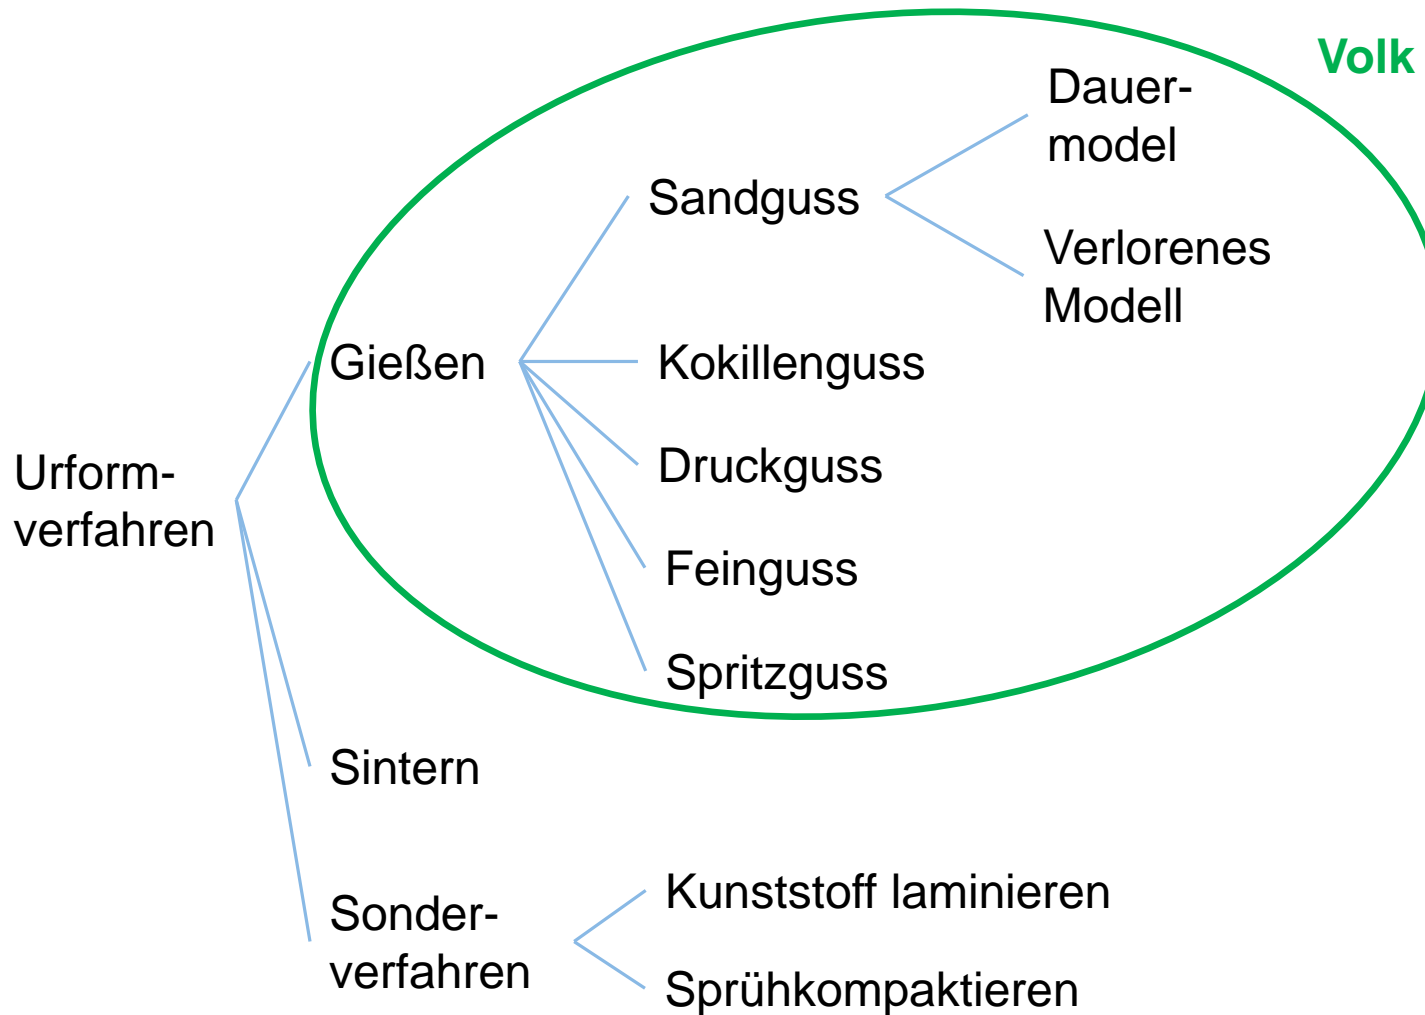 Volk
Dauer-
model
Sandguss
Verlorenes
Modell
Gießen
Kokillenguss
Druckguss
Urform-
verfahren
Feinguss
Spritzguss
Sintern
Kunststoff laminieren
Sonder-
verfahren
Sprühkompaktieren